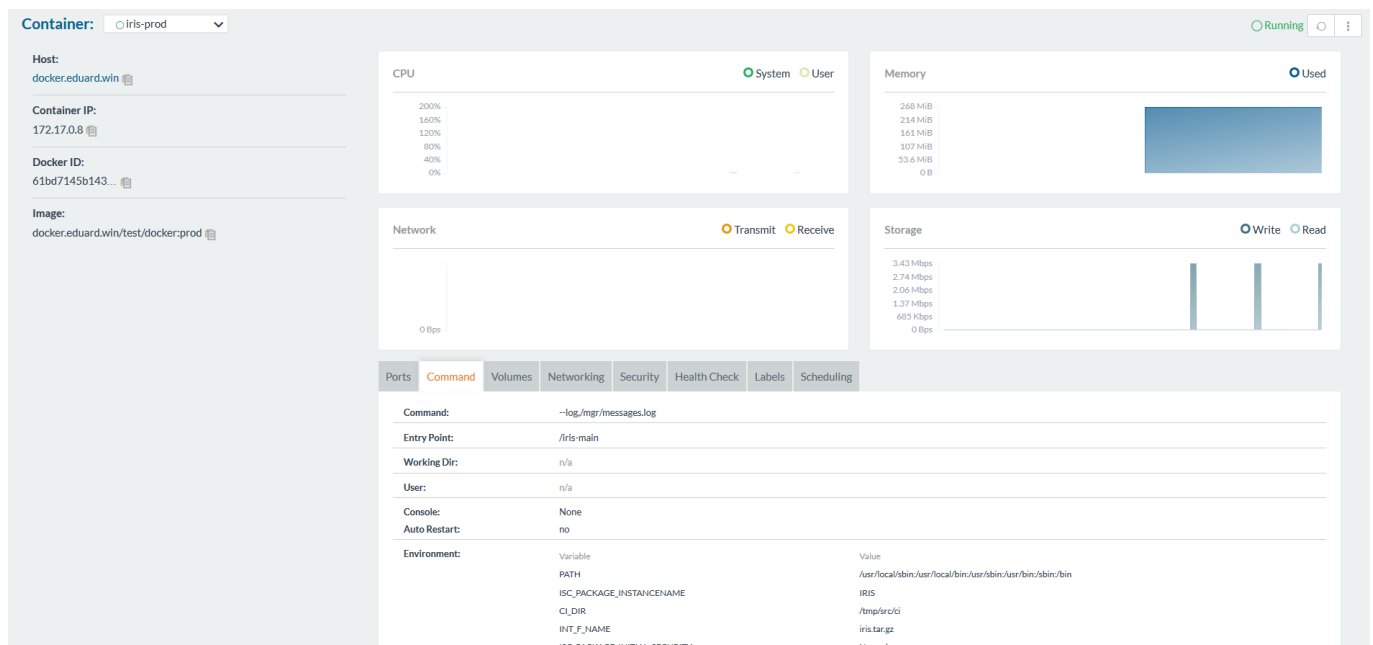 Container: iris-prod Running
Host:
docker.eduard.win
Container IP:
172.17.0.8
Docker ID:
61bd7145b143...
Image:
docker.eduard.win/test/docker:prod
CPU System User
200%
160%
120%
80%
40%
0%
Memory Used
268 MiB
214 MiB
161 MiB
107 MiB
53.6 MiB
0 B
Network Transmit Receive
0 Bps
Storage Write Read
3.43 Mbps
2.74 Mbps
2.06 Mbps
1.37 Mbps
685 Kbps
0 Bps
Ports Command Volumes Networking Security Health Check Labels Scheduling
Command: --log,/mgr/messages.log
Entry Point: /iris-main
Working Dir: n/a
User: n/a
Console: None
Auto Restart: no
Environment: Variable Value
PATH /usr/local/sbin:/usr/local/bin:/usr/sbin:/usr/bin:/sbin:/bin
ISC_PACKAGE_INSTANCENAME IRIS
CI_DIR /tmp/src/ci
INT_F_NAME iris.tar.gz